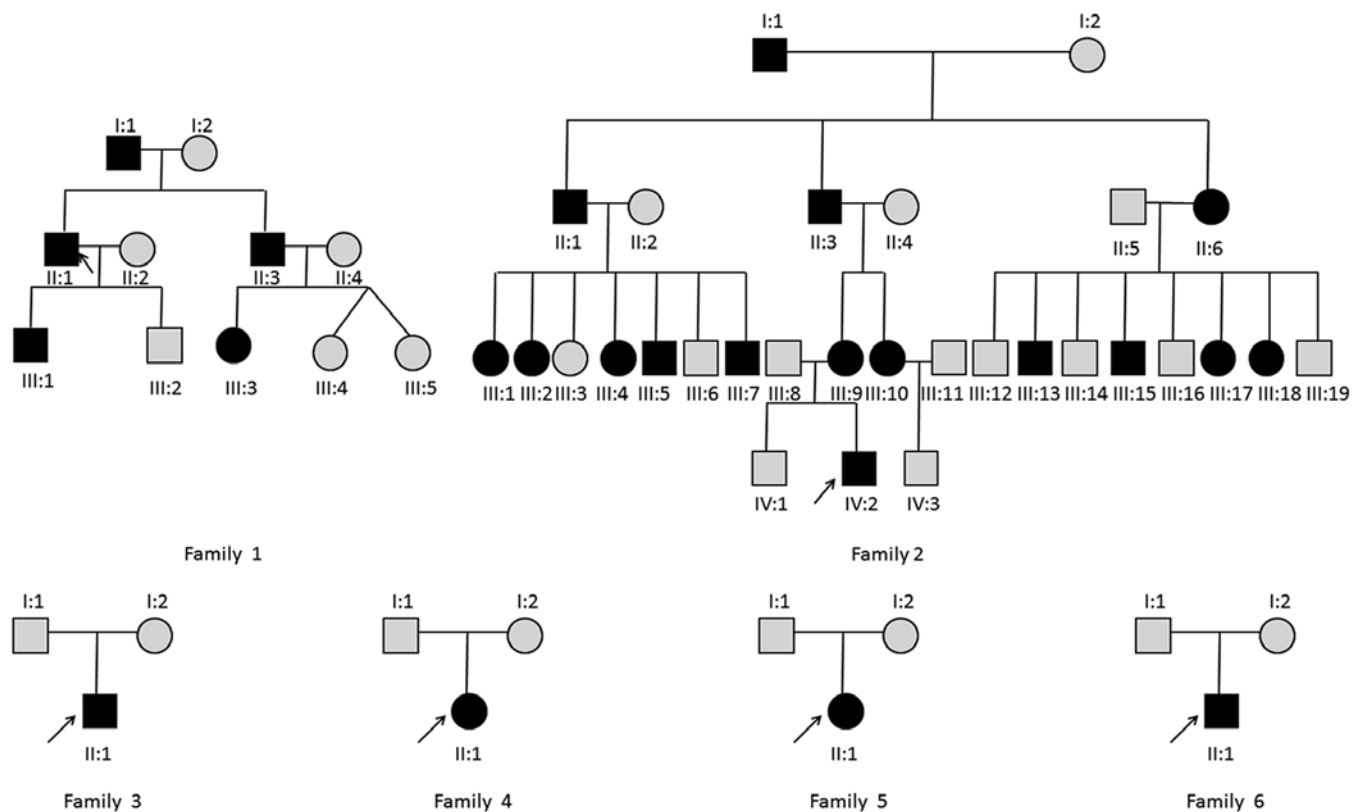 I:1 I:2
I:1 I:2
II:1 II:2 II:3 II:4
II:1 II:2 II:3 II:4 II:5 II:6
III:1 III:2 III:3 III:4 III:5
III:1 III:2 III:3 III:4 III:5 III:6 III:7 III:8 III:9 III:10 III:11 III:12 III:13 III:14 III:15 III:16 III:17 III:18 III:19
IV:1 IV:2 IV:3
Family 1 Family 2
I:1 I:2 I:1 I:2 I:1 I:2 I:1 I:2
II:1 II:1 II:1 II:1
Family 3 Family 4 Family 5 Family 6